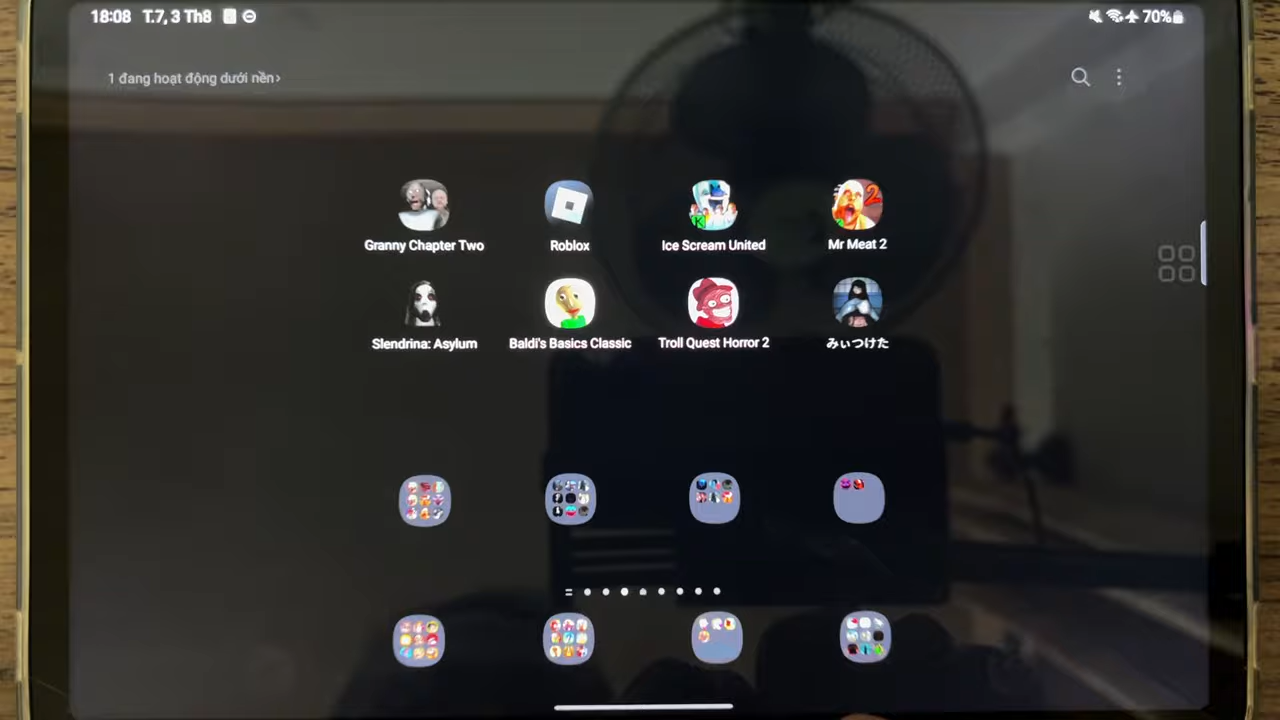 18:08 T.7, 3 Th8
70%
1 đang hoạt động dưới nền›
Granny Chapter Two
Roblox
Ice Scream United
Mr Meat 2
Slendrina: Asylum
Baldi's Basics Classic
Troll Quest Horror 2
みぃつけた